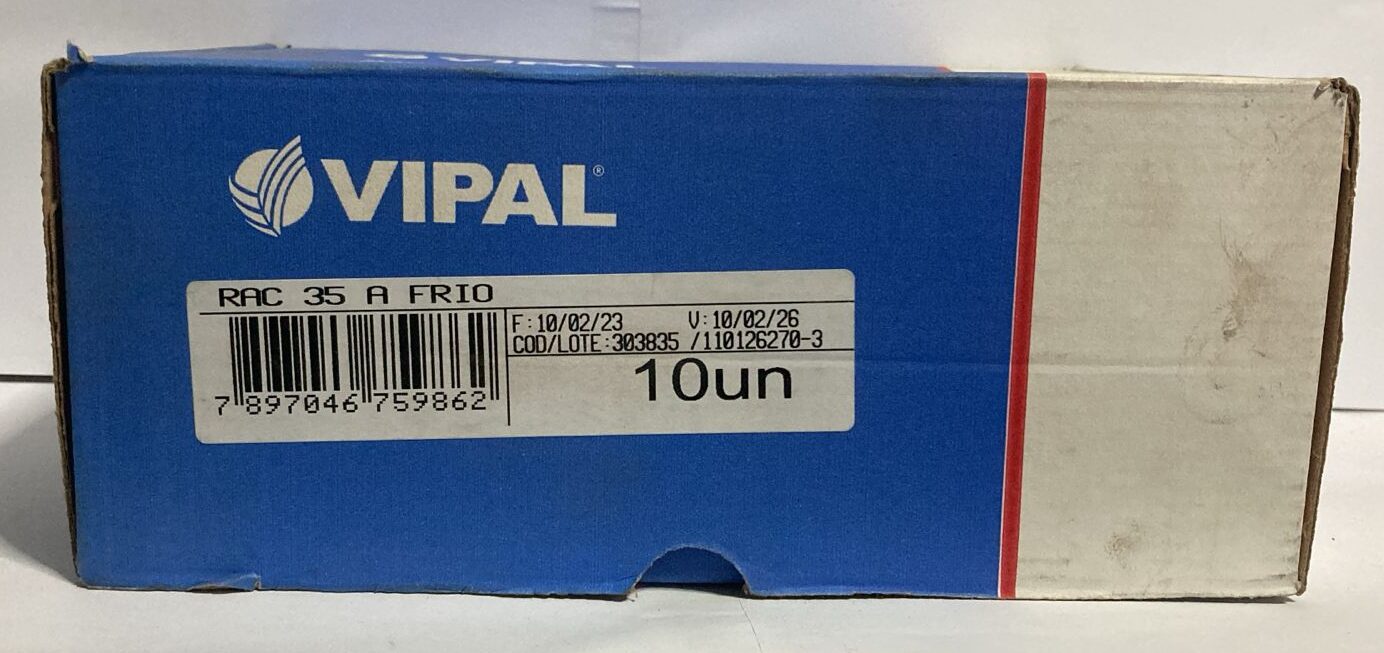 VIPAL®
RAC 35 A FRIO
F:10/02/23 V:10/02/26
COD/LOTE:303835 /110126270-3
10un
7 897046 759862